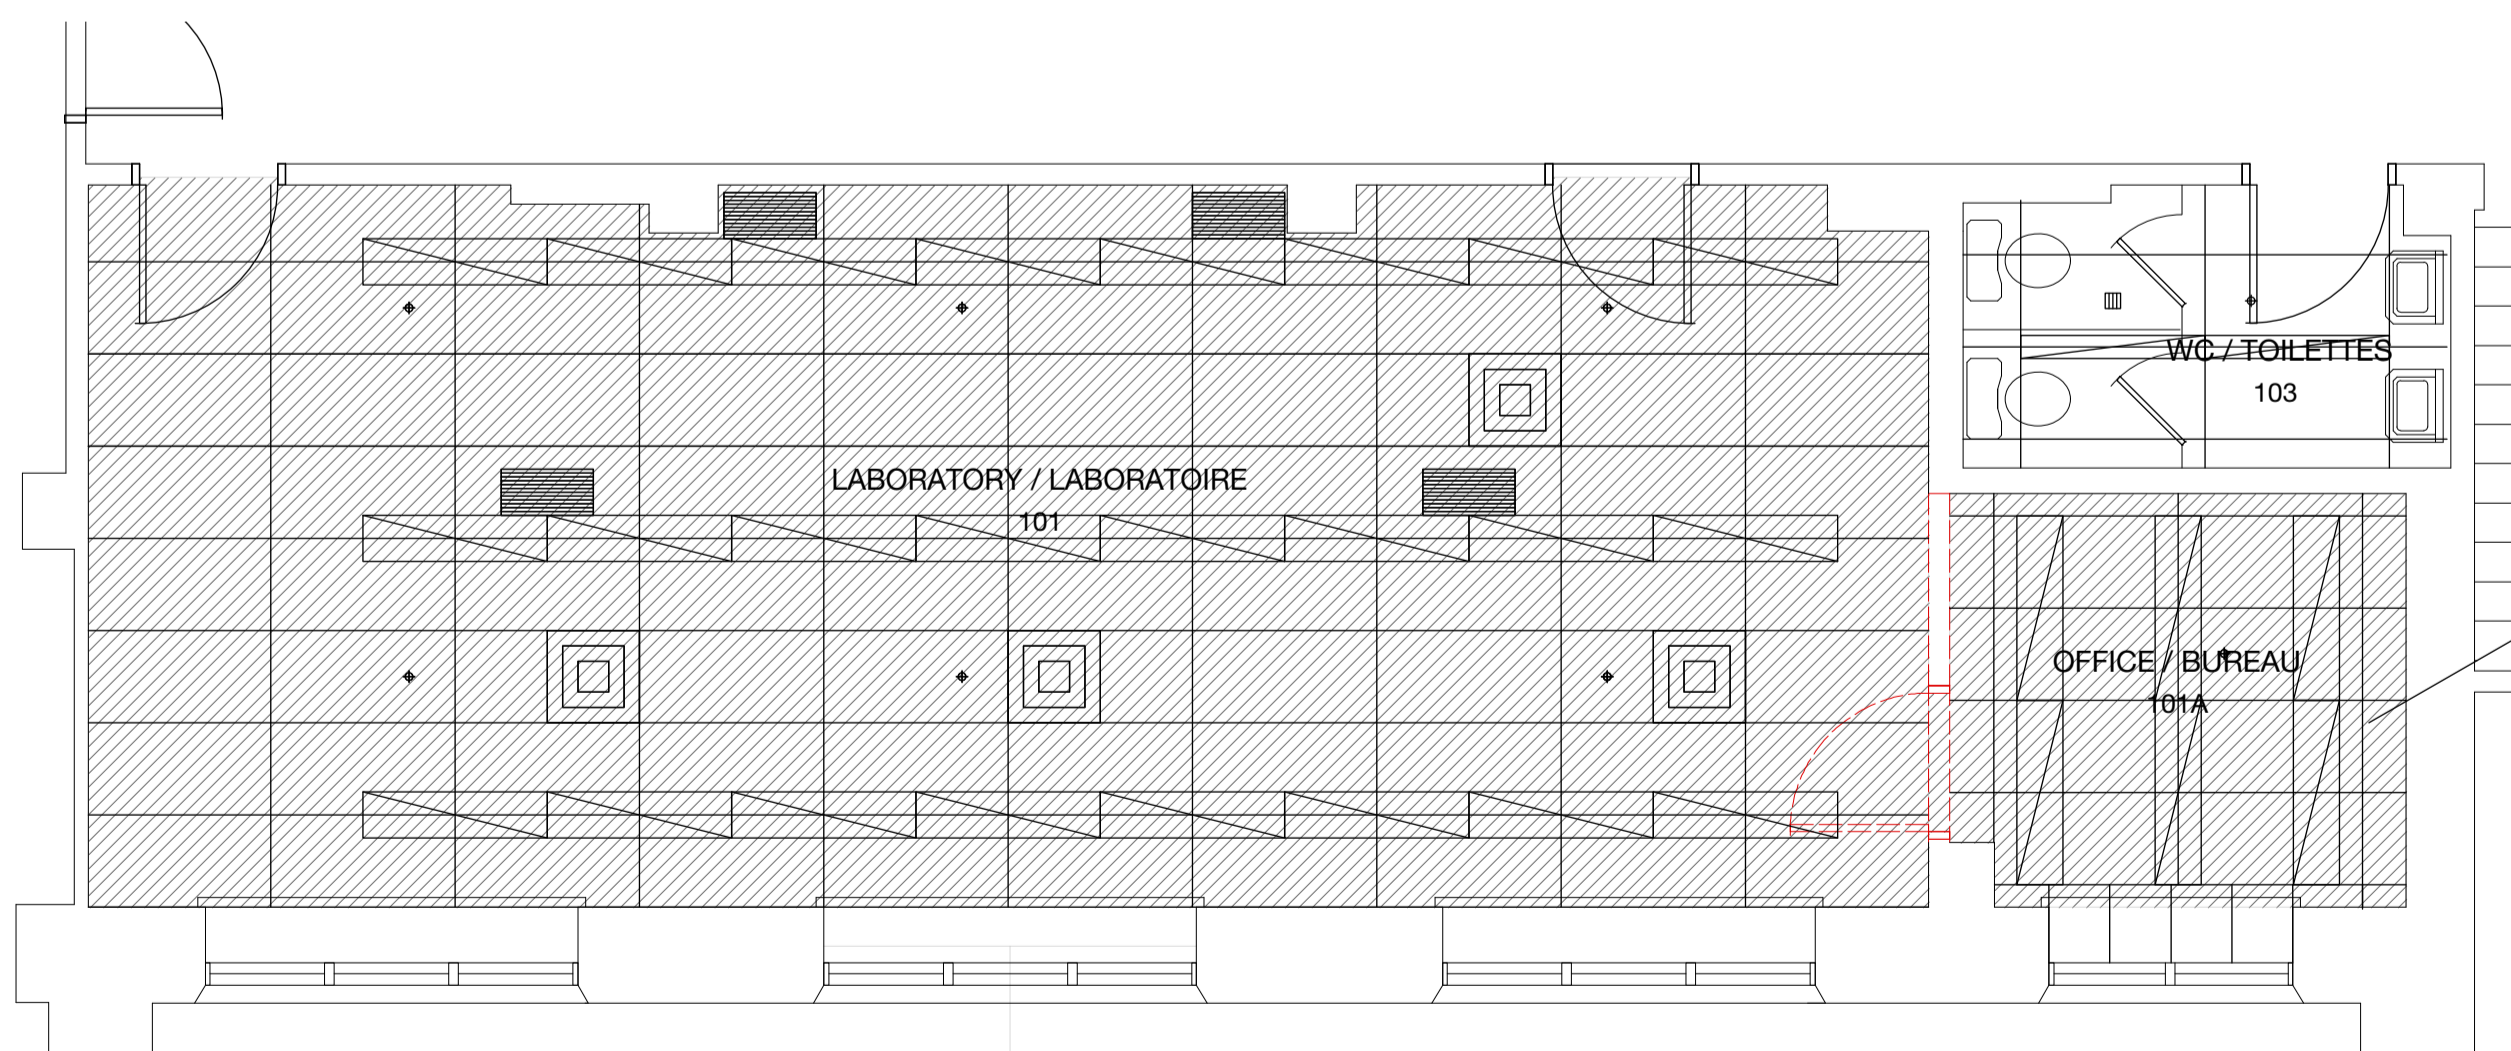 LABORATORY / LABORATOIRE
101
WC / TOILETTES
103
OFFICE / BUREAU
101A